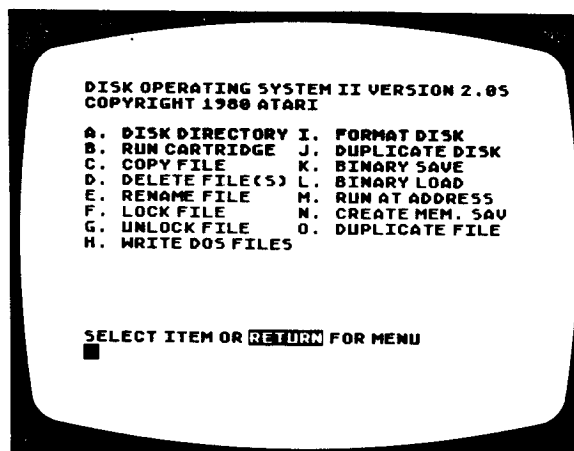 DISK OPERATING SYSTEM II VERSION 2.0S
COPYRIGHT 1980 ATARI
A. DISK DIRECTORY I. FORMAT DISK
B. RUN CARTRIDGE J. DUPLICATE DISK
C. COPY FILE K. BINARY SAVE
D. DELETE FILE(S) L. BINARY LOAD
E. RENAME FILE M. RUN AT ADDRESS
F. LOCK FILE N. CREATE MEM. SAV
G. UNLOCK FILE O. DUPLICATE FILE
H. WRITE DOS FILES
SELECT ITEM OR RETURN FOR MENU